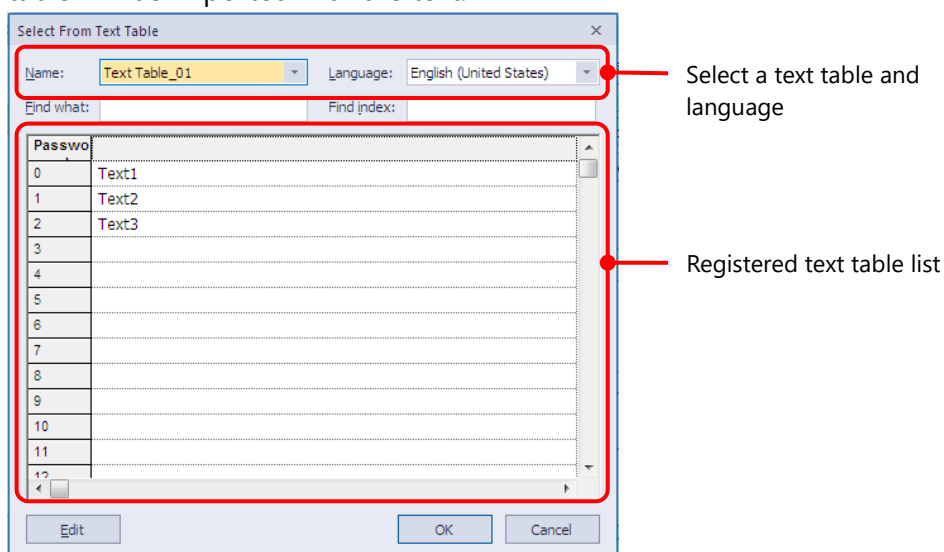 Select From Text Table
Name: Text Table_01 Language: English (United States)
Select a text table and
language
Find what: Find index:
Passwo
0 Text1
1 Text2
2 Text3
3
4
Registered text table list
5
6
7
8
9
10
11
12
Edit OK Cancel